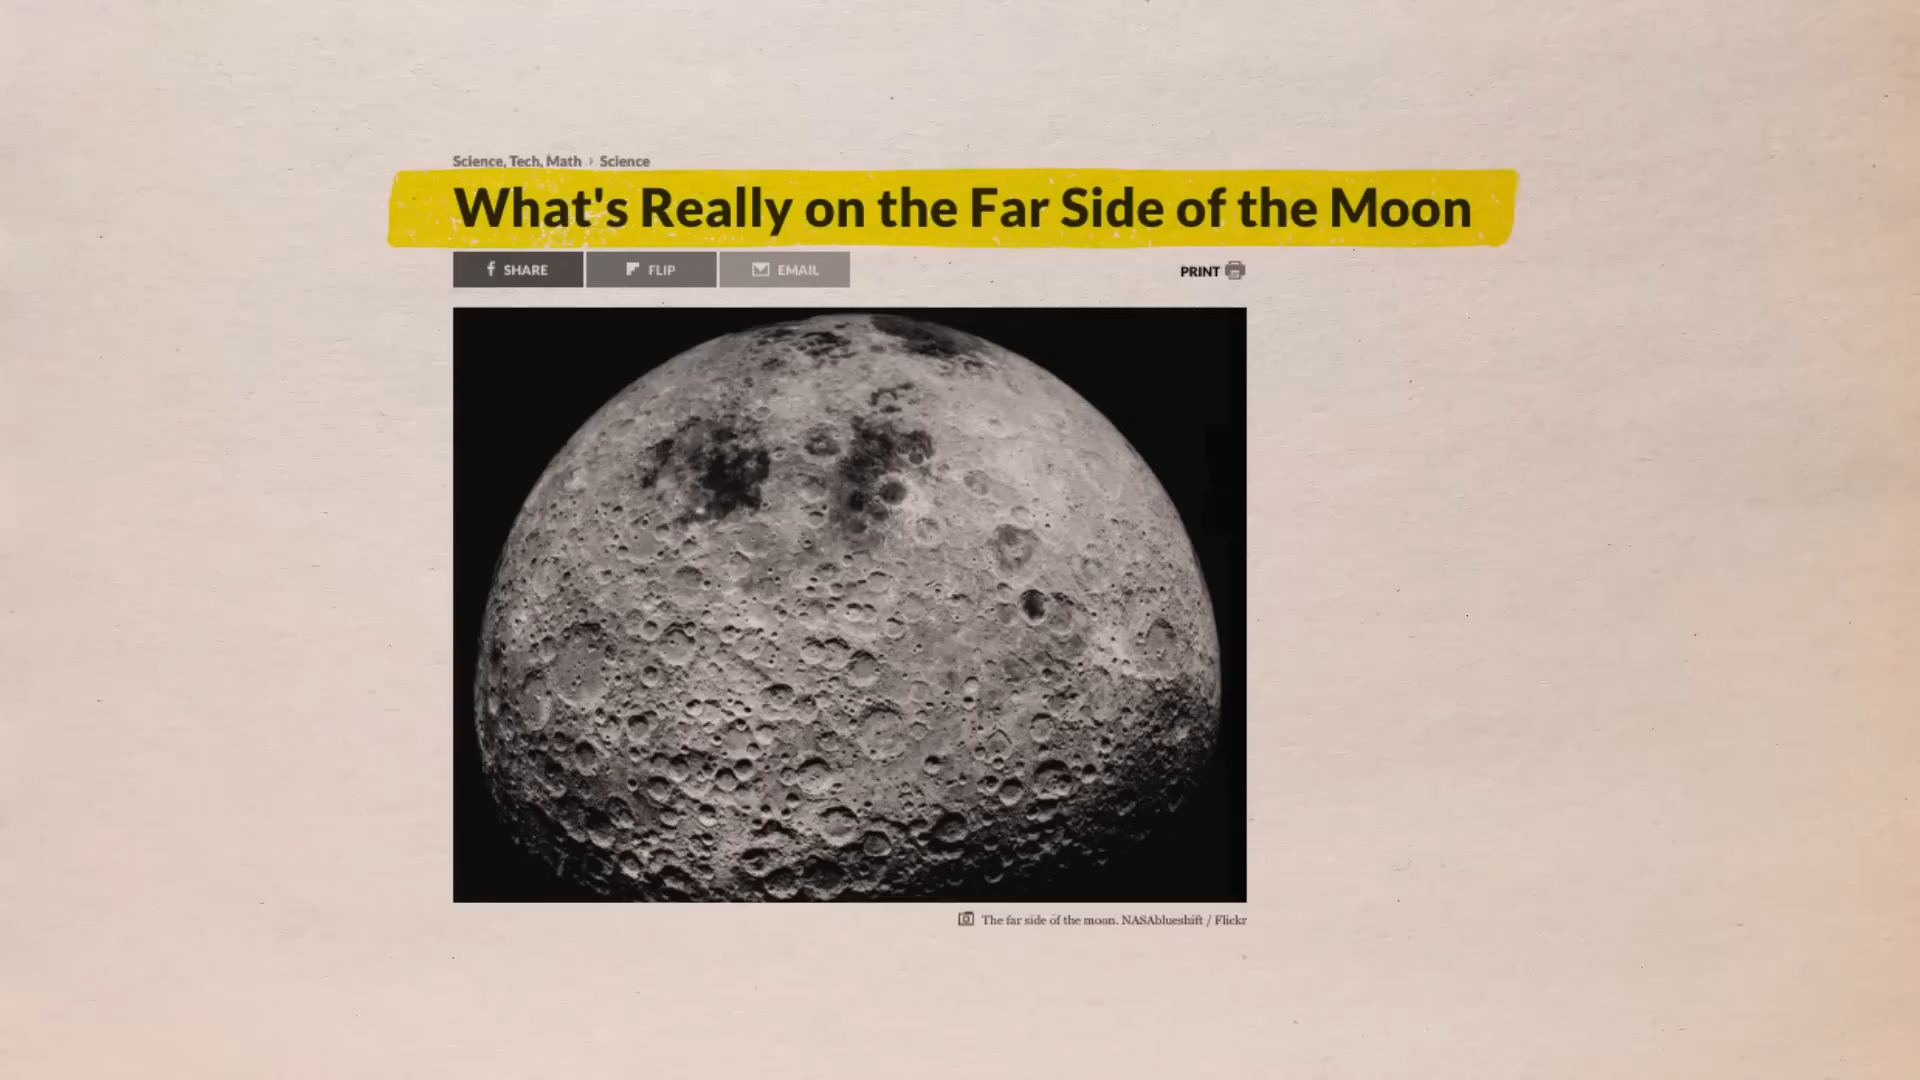 Science, Tech, Math › Science
What's Really on the Far Side of the Moon
SHARE FLIP EMAIL PRINT
The far side of the moon. NASAblueshift / Flickr